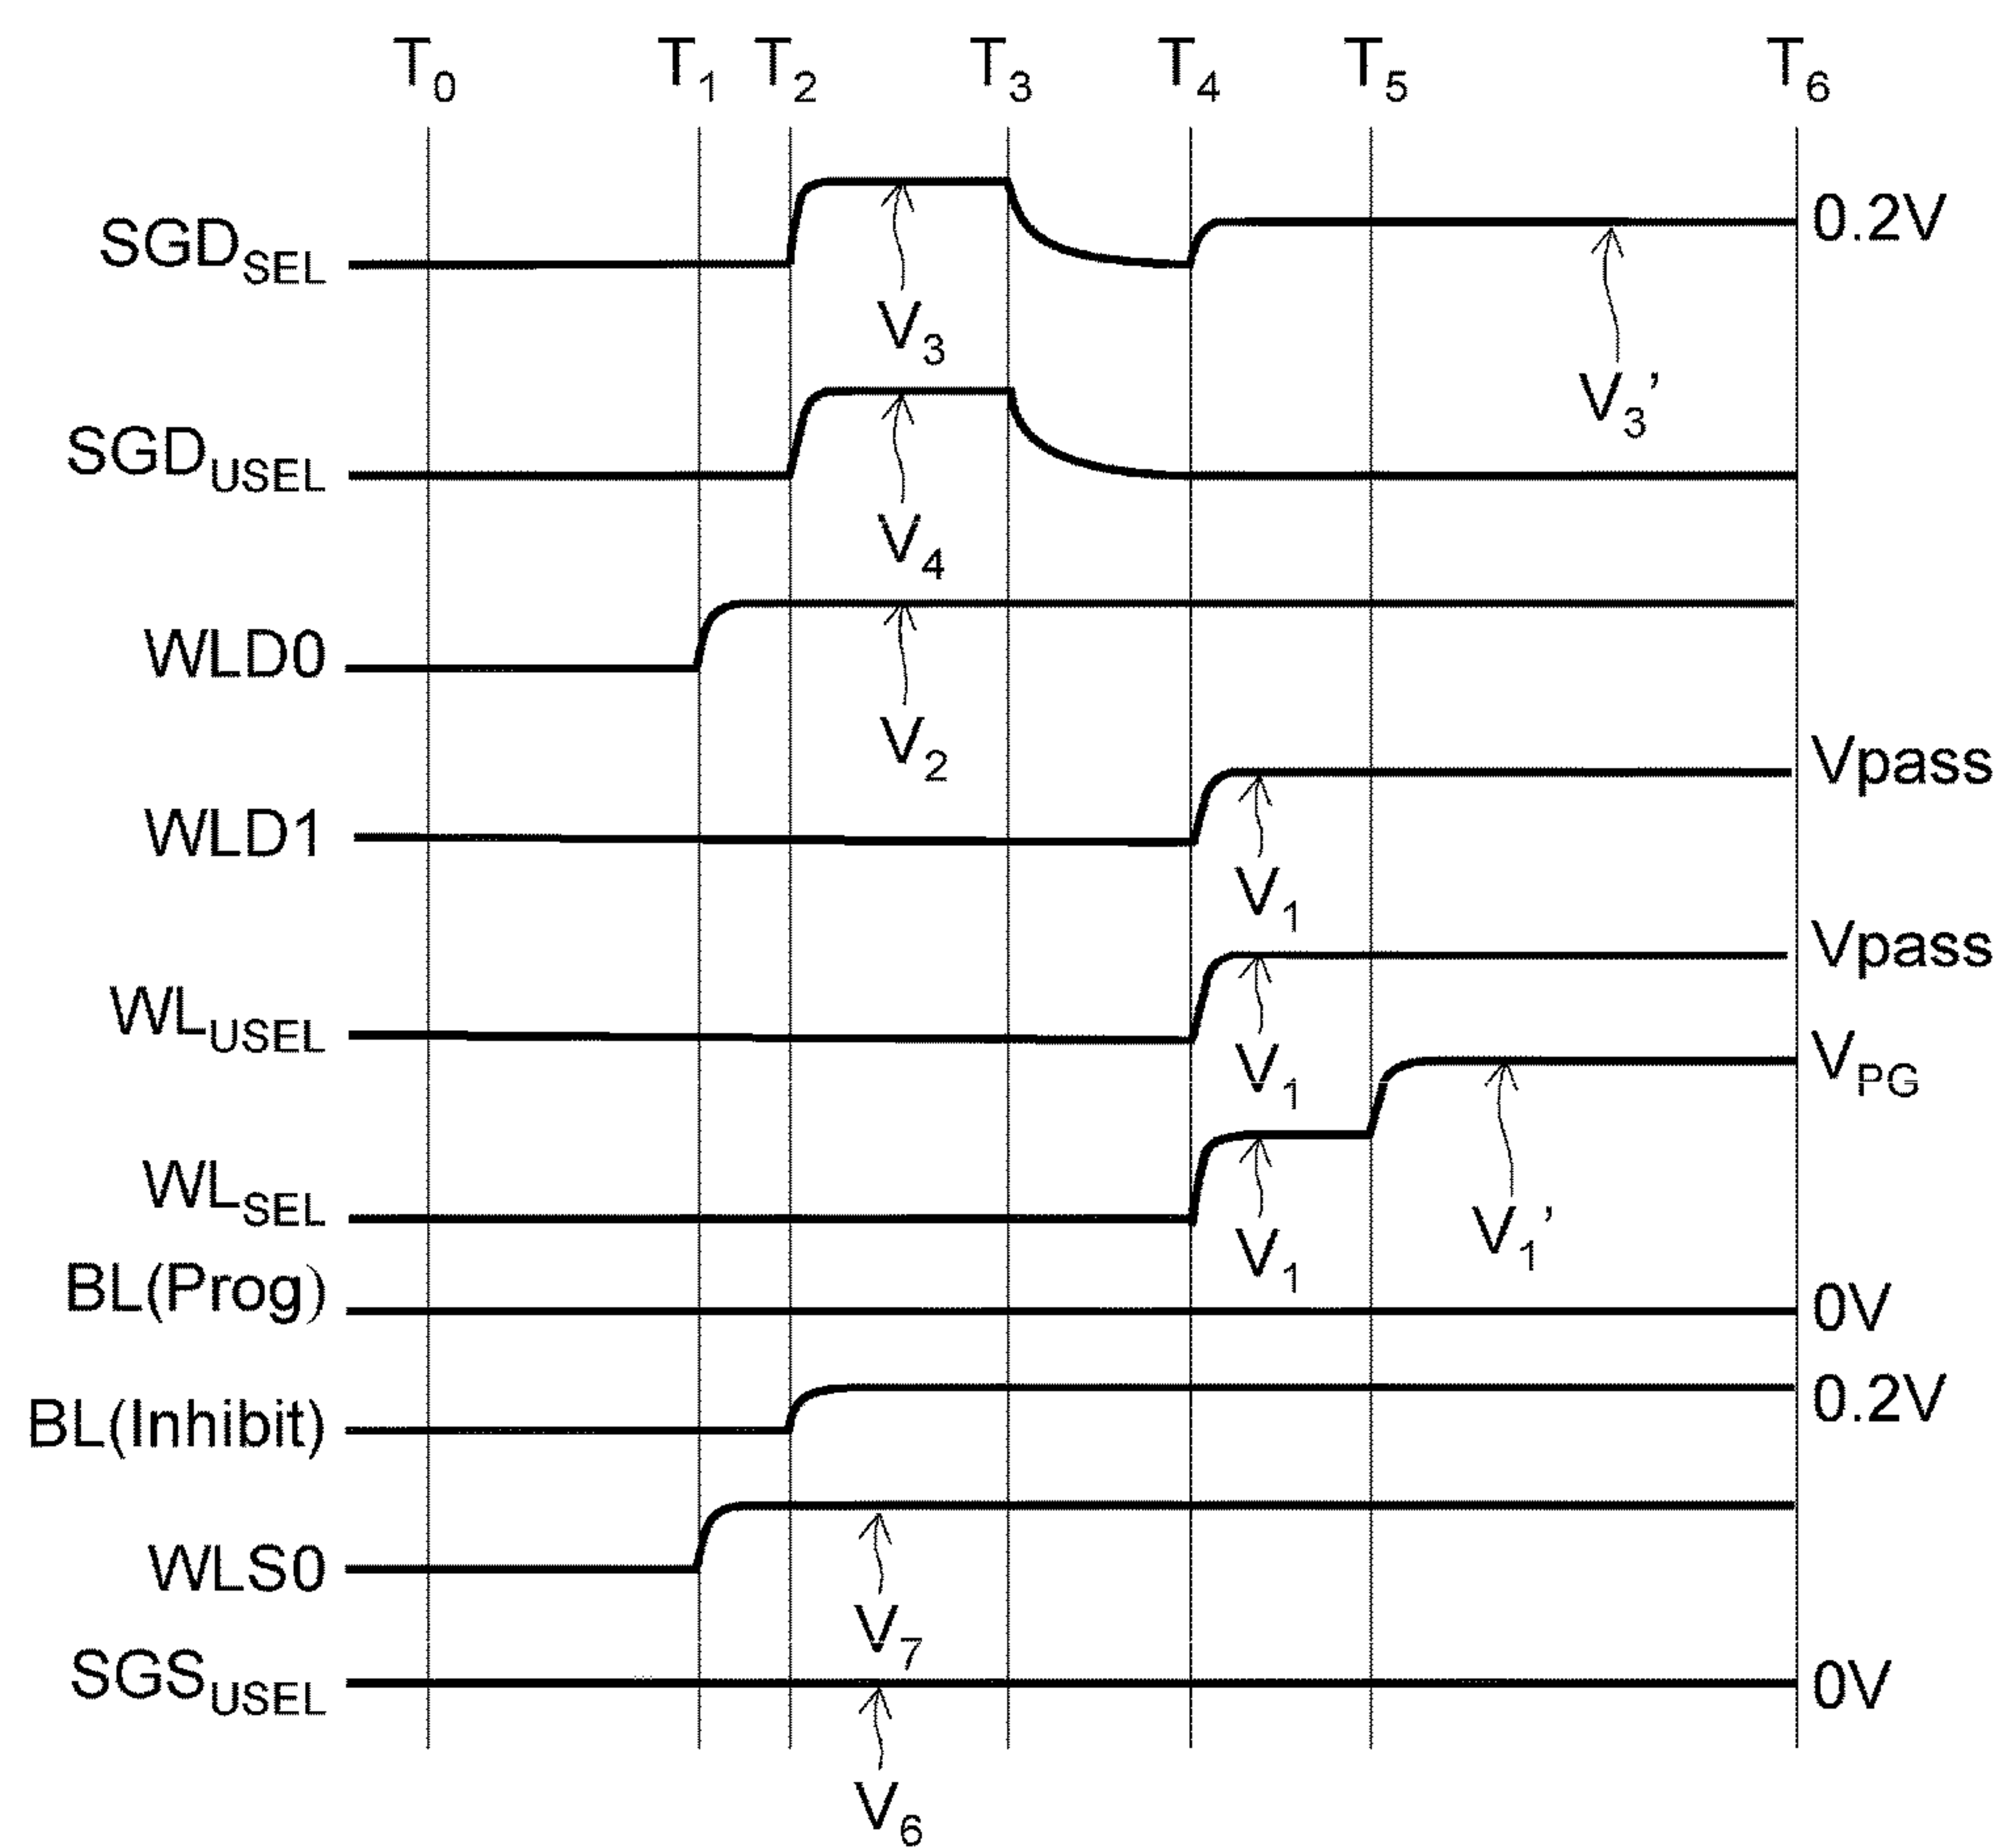 T0 T1 T2 T3 T4 T5 T6
SGDSEL 0.2V
V3
V3’
SGDUSEL
V4
WLD0
V2
Vpass
WLD1
V1
Vpass
WLUSEL
V1
VPG
WLSEL
V1
V1’
BL(Prog) 0V
BL(Inhibit) 0.2V
WLS0
V7
SGSUSEL 0V
V6